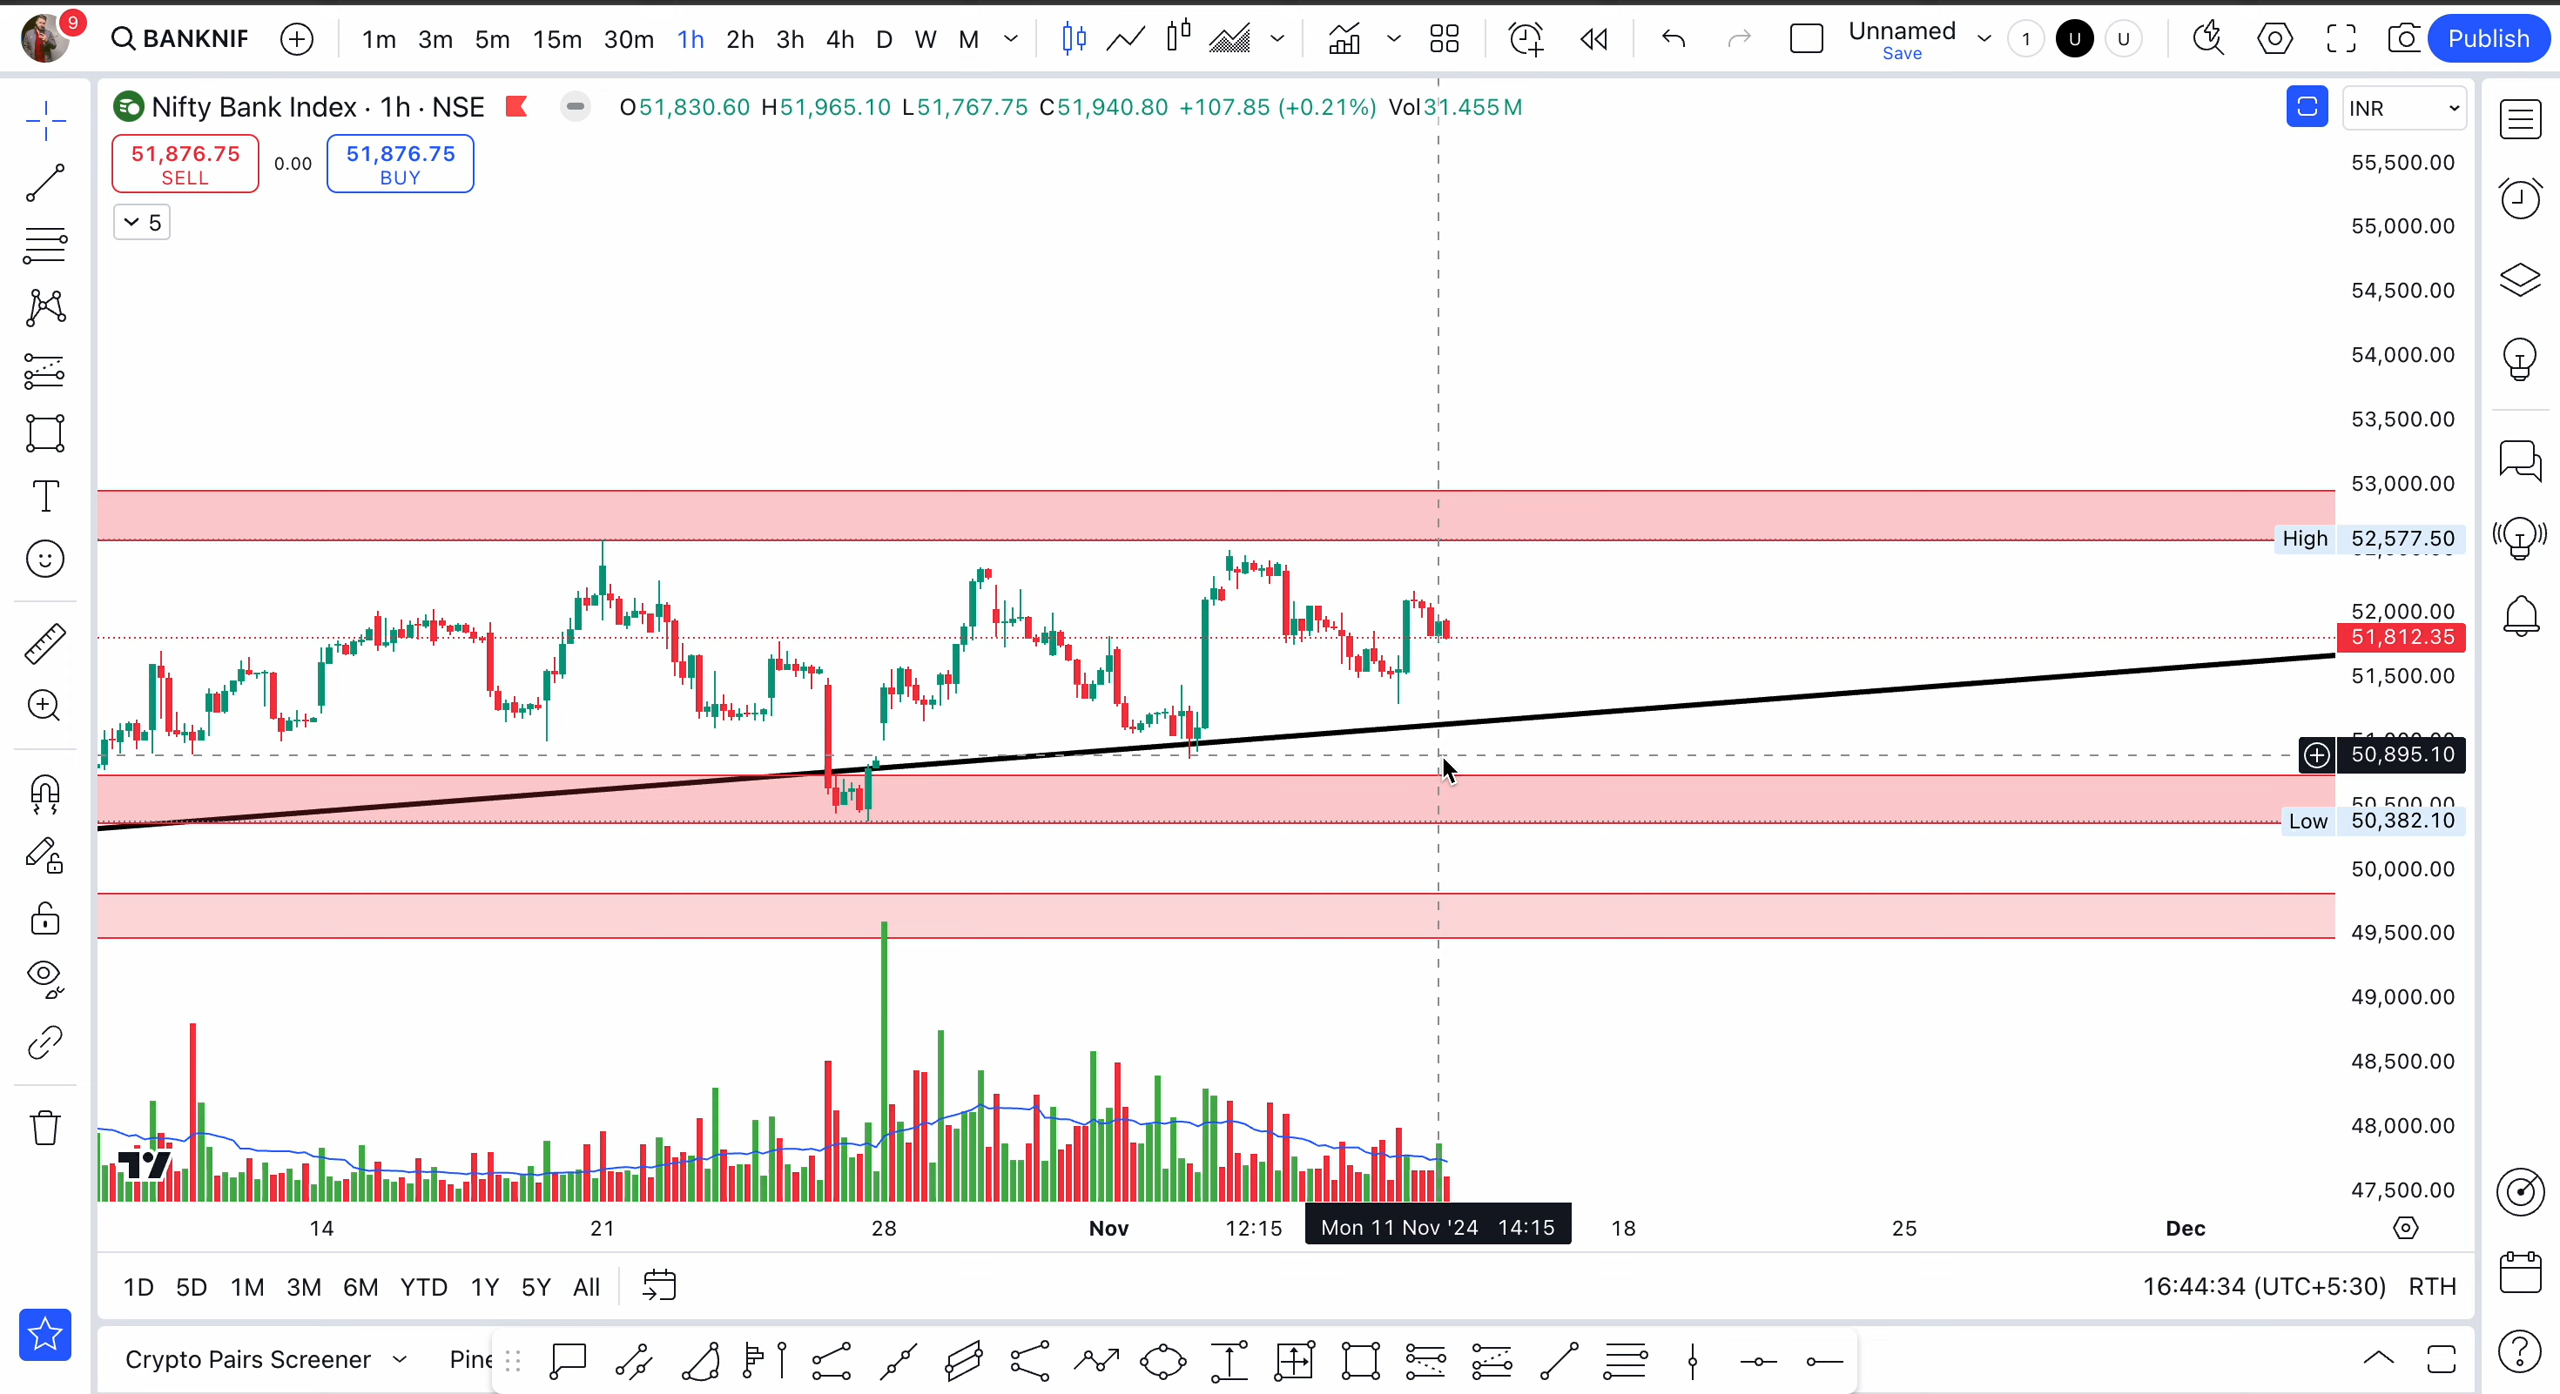 9
BANKNIF
1m 3m 5m 15m 30m 1h 2h 3h 4h D W M
Unnamed
Save
1 U U
Publish
Nifty Bank Index · 1h · NSE
O51,830.60 H51,965.10 L51,767.75 C51,940.80 +107.85 (+0.21%) Vol31.455M
INR
51,876.75
SELL
0.00
51,876.75
BUY
5
55,500.00
55,000.00
54,500.00
54,000.00
53,500.00
53,000.00
High 52,577.50
52,000.00
51,812.35
51,500.00
50,895.10
50,500.00
Low 50,382.10
50,000.00
49,500.00
49,000.00
48,500.00
48,000.00
47,500.00
14 21 28 Nov 12:15 Mon 11 Nov '24 14:15 18 25 Dec
1D 5D 1M 3M 6M YTD 1Y 5Y All
16:44:34 (UTC+5:30) RTH
Crypto Pairs Screener
Pine